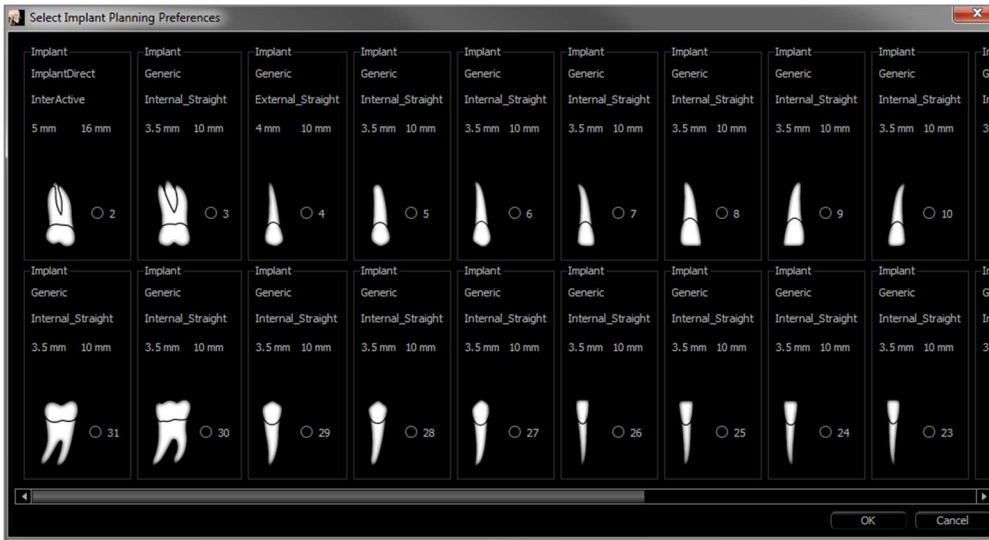 Select Implant Planning Preferences
Implant Implant Implant Implant Implant Implant Implant Implant Implant
ImplantDirect Generic Generic Generic Generic Generic Generic Generic Generic
InterActive Internal_Straight External_Straight Internal_Straight Internal_Straight Internal_Straight Internal_Straight Internal_Straight Internal_Straight
5 mm 16 mm 3.5 mm 10 mm 4 mm 10 mm 3.5 mm 10 mm 3.5 mm 10 mm 3.5 mm 10 mm 3.5 mm 10 mm 3.5 mm 10 mm 3.5 mm 10 mm
2 3 4 5 6 7 8 9 10
Implant Implant Implant Implant Implant Implant Implant Implant Implant
Generic Generic Generic Generic Generic Generic Generic Generic Generic
Internal_Straight Internal_Straight Internal_Straight Internal_Straight Internal_Straight Internal_Straight Internal_Straight Internal_Straight Internal_Straight
3.5 mm 10 mm 3.5 mm 10 mm 3.5 mm 10 mm 3.5 mm 10 mm 3.5 mm 10 mm 3.5 mm 10 mm 3.5 mm 10 mm 3.5 mm 10 mm 3.5 mm 10 mm
31 30 29 28 27 26 25 24 23
OK Cancel